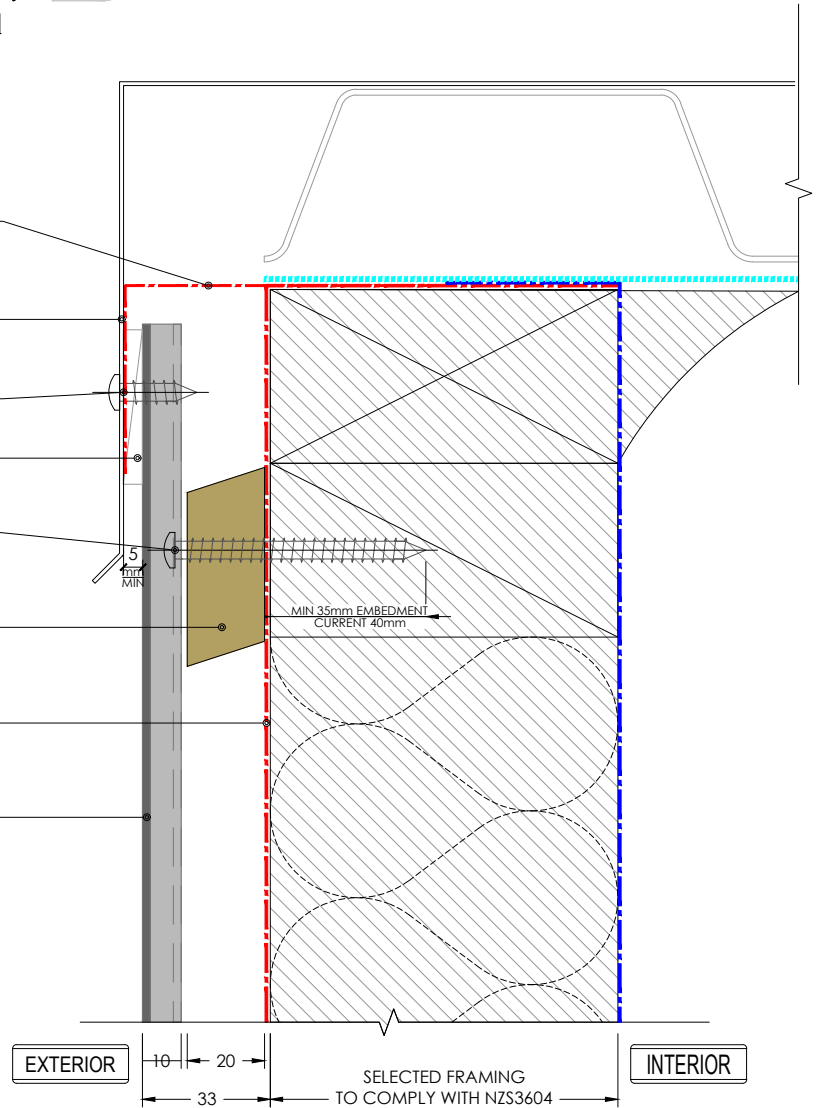 5
mm
MIN
MIN 35mm EMBEDMENT
CURRENT 40mm
EXTERIOR
10
20
INTERIOR
33
SELECTED FRAMING
TO COMPLY WITH NZS3604